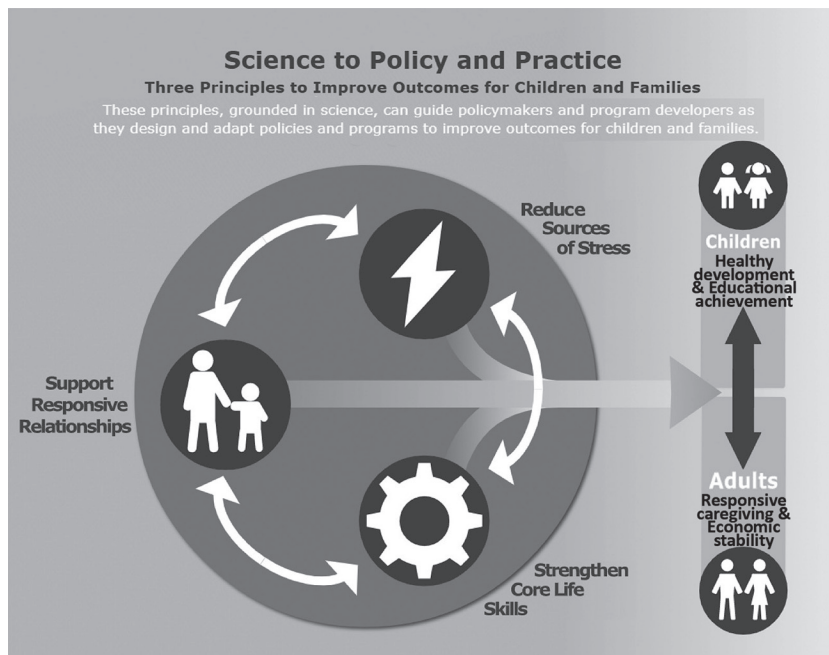 Science to Policy and Practice
Three Principles to Improve Outcomes for Children and Families
These principles, grounded in science, can guide policymakers and program developers as
they design and adapt policies and programs to improve outcomes for children and families.
Reduce
Sources
of Stress
Support
Responsive
Relationships
Strengthen
Core Life
Skills
Children
Healthy
development
& Educational
achievement
Adults
Responsive
caregiving &
Economic
stability